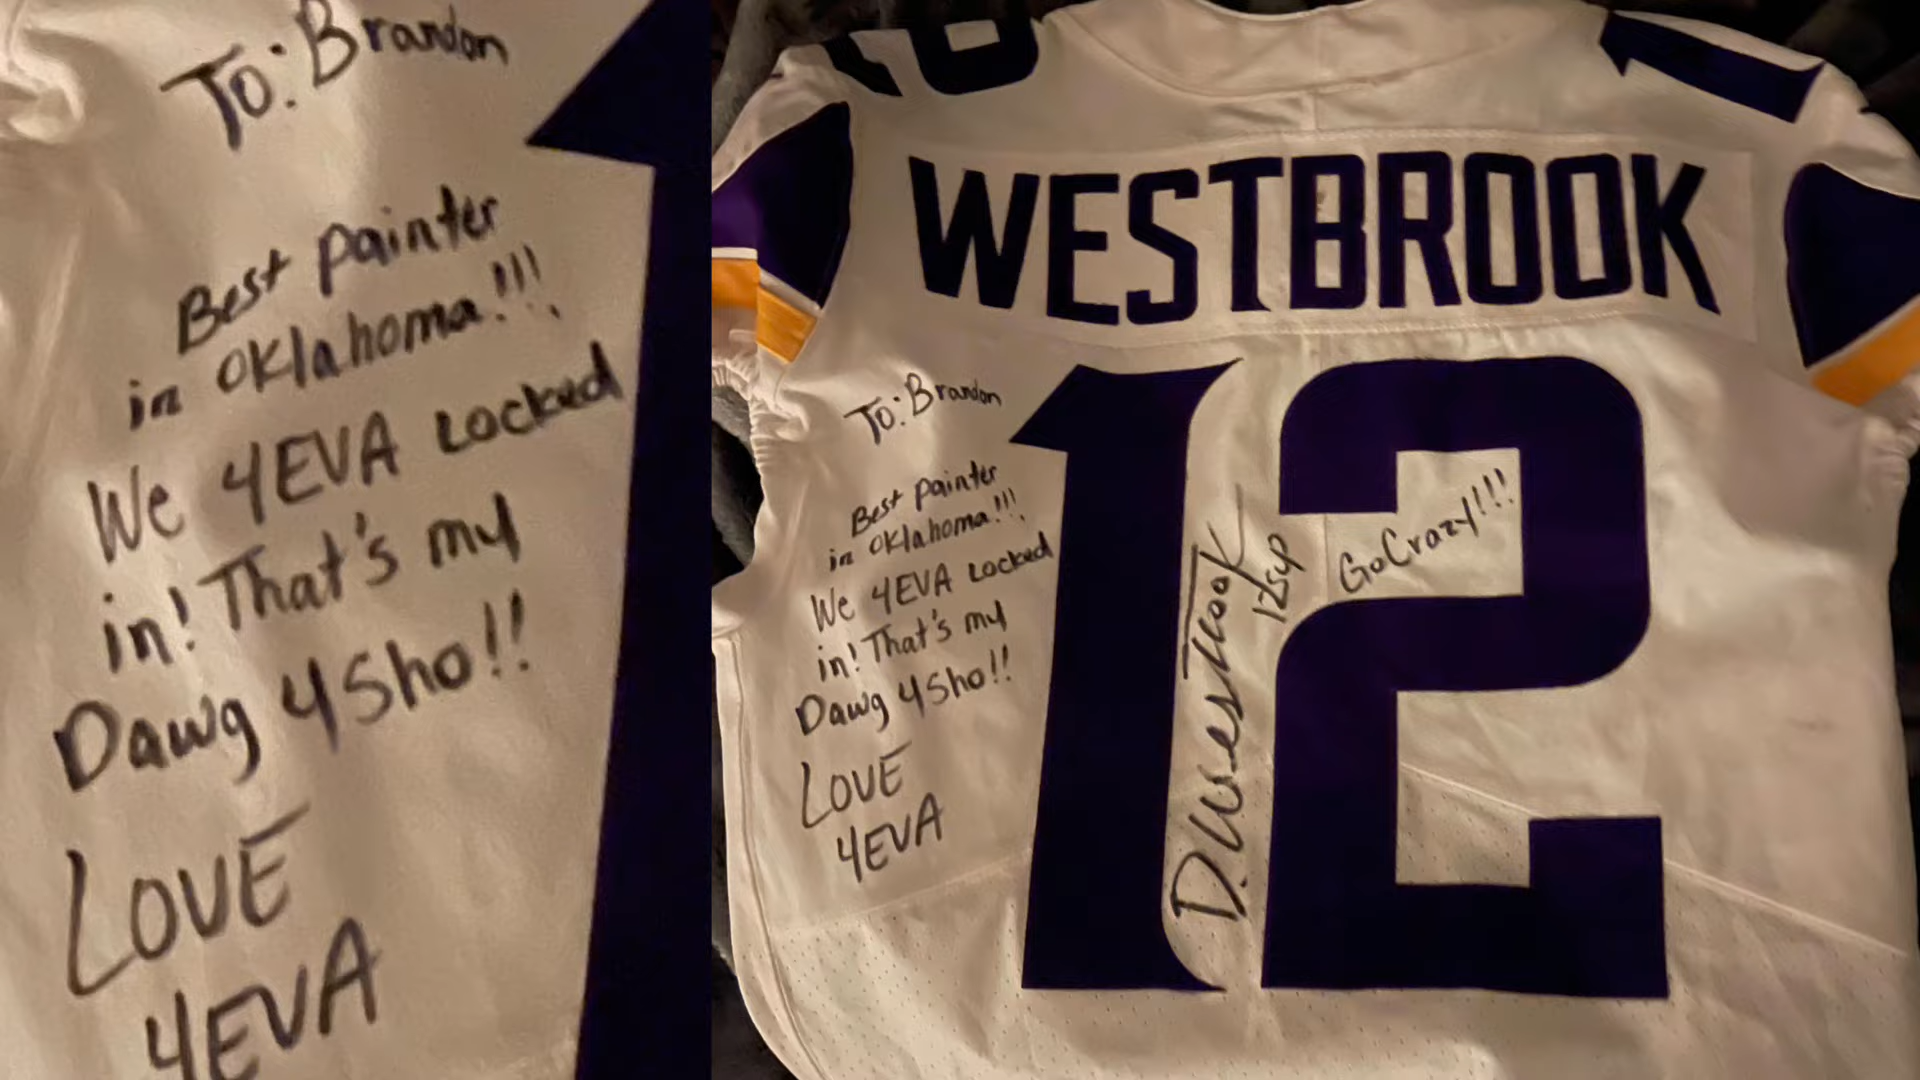 To: Brandon
Best painter
in Oklahoma!!!
We 4EVA Locked
in! That's my
Dawg 4Sho!!
LOVE
4EVA
WESTBROOK
To: Brandon
Best painter
in Oklahoma!!!
We 4EVA Locked
in! That's my
Dawg 4Sho!!
LOVE
4EVA
12
D.Westbrook
GoCrazy!!!